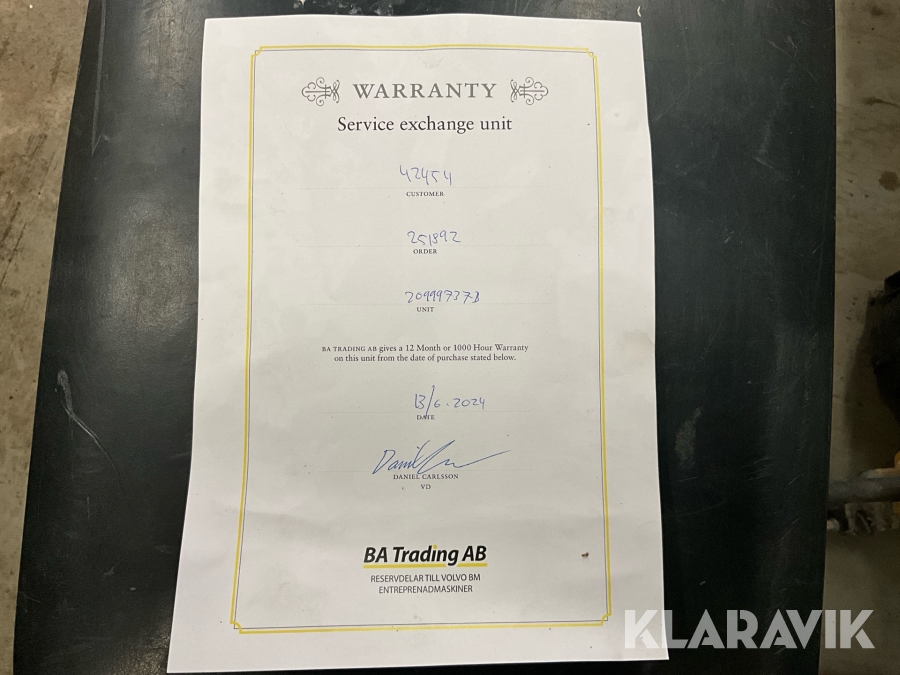 WARRANTY
Service exchange unit
42454
CUSTOMER
251892
ORDER
20999737-B
UNIT
BA TRADING AB gives a 12 Month or 1000 Hour Warranty
on this unit from the date of purchase stated below.
13/6-2024
DATE
DANIEL CARLSSON
VD
BA Trading AB
RESERVDELAR TILL VOLVO BM
ENTREPRENADMASKINER
KLARAVIK